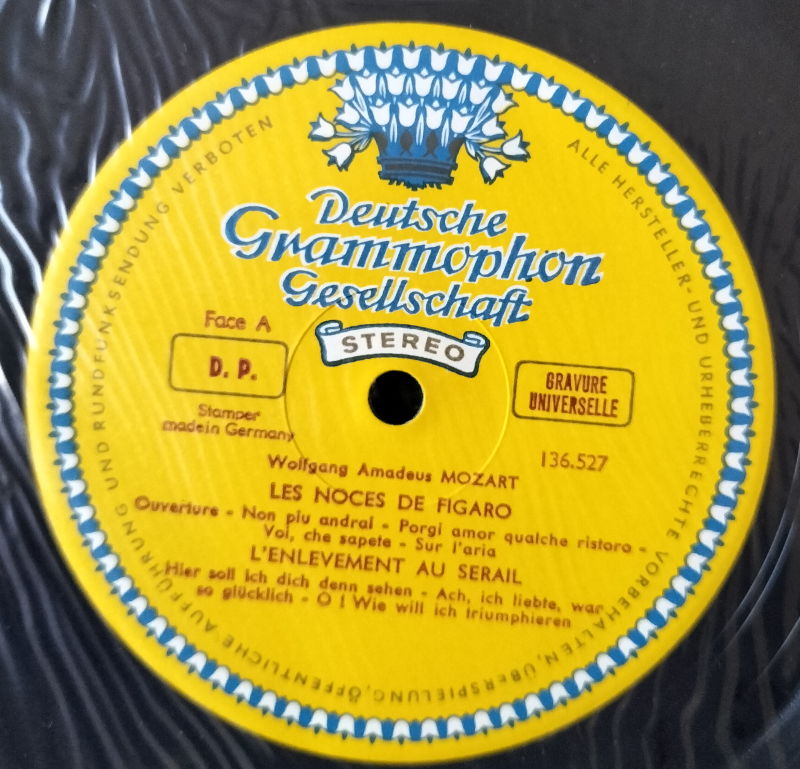 Deutsche
Grammophon
Gesellschaft
STEREO
Face A
D. P.
Stamper
made in Germany
GRAVURE
UNIVERSELLE
136.527
Wolfgang Amadeus MOZART
LES NOCES DE FIGARO
Ouverture - Non piu andrai - Porgi amor qualche ristoro -
Voi, che sapete - Sur l'aria
L'ENLEVEMENT AU SERAIL
Hier soll ich dich denn sehen - Ach, ich liebte, war
so glücklich - O ! Wie will ich triumphieren
ALLE HERSTELLER- UND URHEBERRECHTE VORBEHALTEN, ÜBERSPIELUNG, ÖFFENTLICHE AUFFÜHRUNG UND RUNDFUNKSENDUNG VERBOTEN